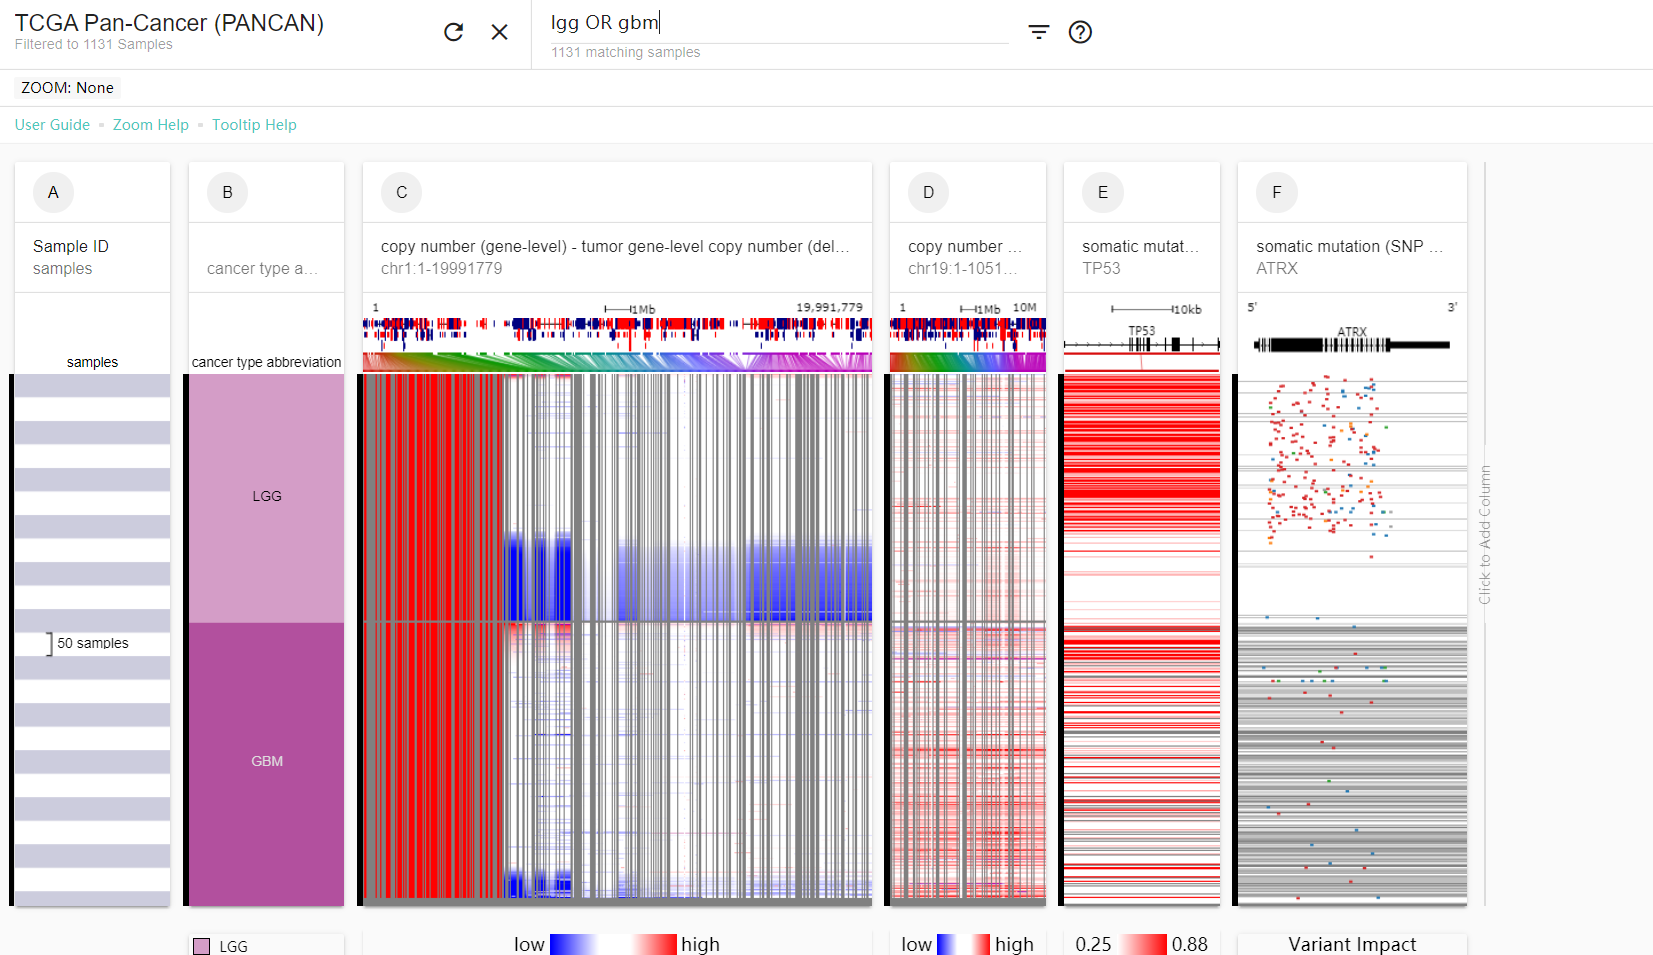 TCGA Pan-Cancer (PANCAN)
Filtered to 1131 Samples
lgg OR gbm
1131 matching samples
ZOOM: None
User Guide
Zoom Help
Tooltip Help
A
Sample ID
samples
samples
50 samples
B
cancer type a...
cancer type abbreviation
LGG
GBM
LGG
C
copy number (gene-level) - tumor gene-level copy number (del...
chr1:1-19991779
1
1Mb
19,991,779
low
high
D
copy number ...
chr19:1-1051...
1
1Mb
10M
low
high
E
somatic mutat...
TP53
10kb
TP53
0.25
0.88
F
somatic mutation (SNP ...
ATRX
5'
3'
ATRX
Variant Impact
Click to Add Column